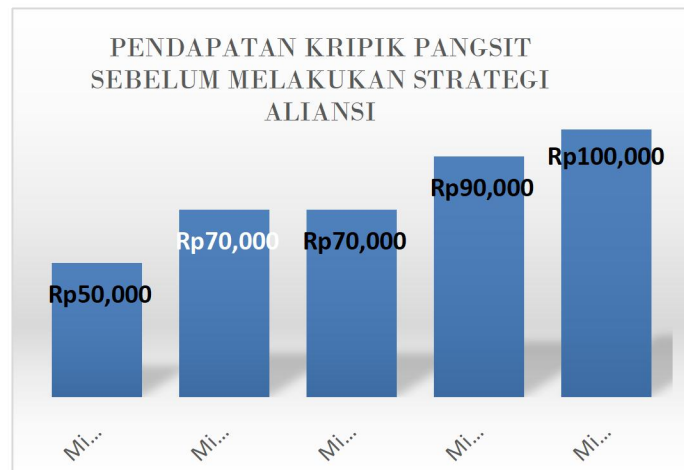 PENDAPATAN KRIPIK PANGSIT
SEBELUM MELAKUKAN STRATEGI
ALIANSI
Rp50,000
Rp70,000
Rp70,000
Rp90,000
Rp100,000
Mi...
Mi...
Mi...
Mi...
Mi...